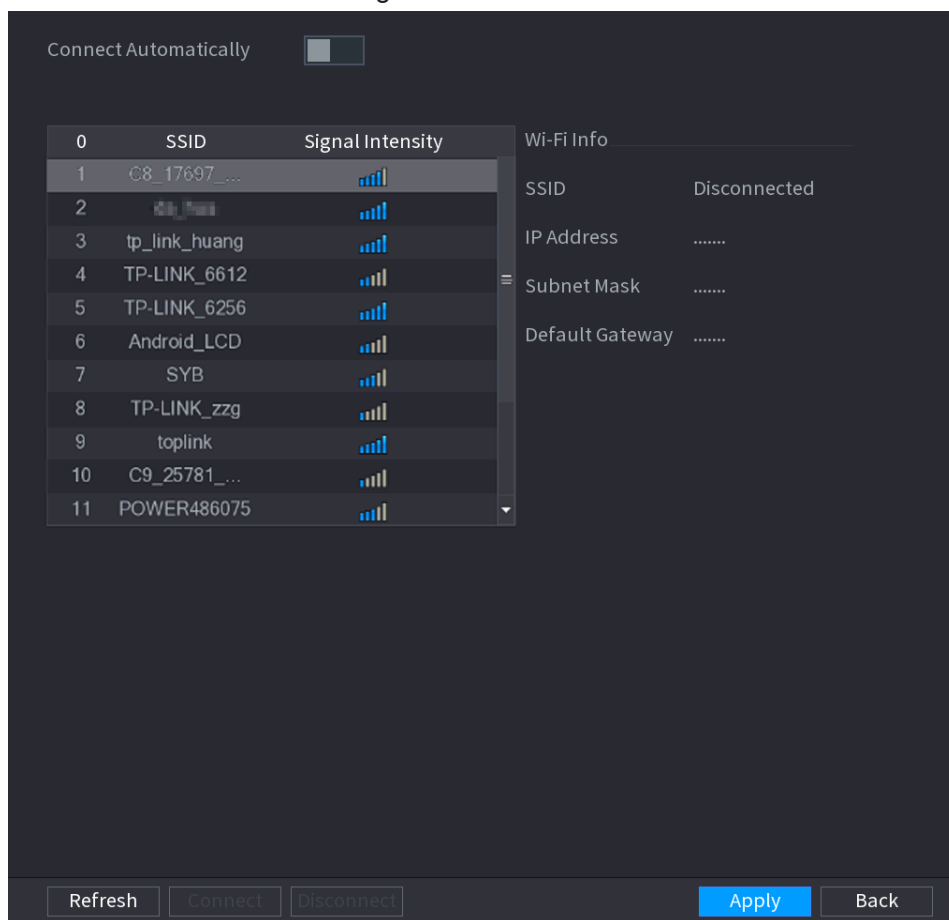 Connect Automatically
0 SSID Signal Intensity
1 C8_17697_...
2
3 tp_link_huang
4 TP-LINK_6612
5 TP-LINK_6256
6 Android_LCD
7 SYB
8 TP-LINK_zzg
9 toplink
10 C9_25781_...
11 POWER486075
Wi-Fi Info
SSID Disconnected
IP Address .......
Subnet Mask .......
Default Gateway .......
Refresh Connect Disconnect Apply Back